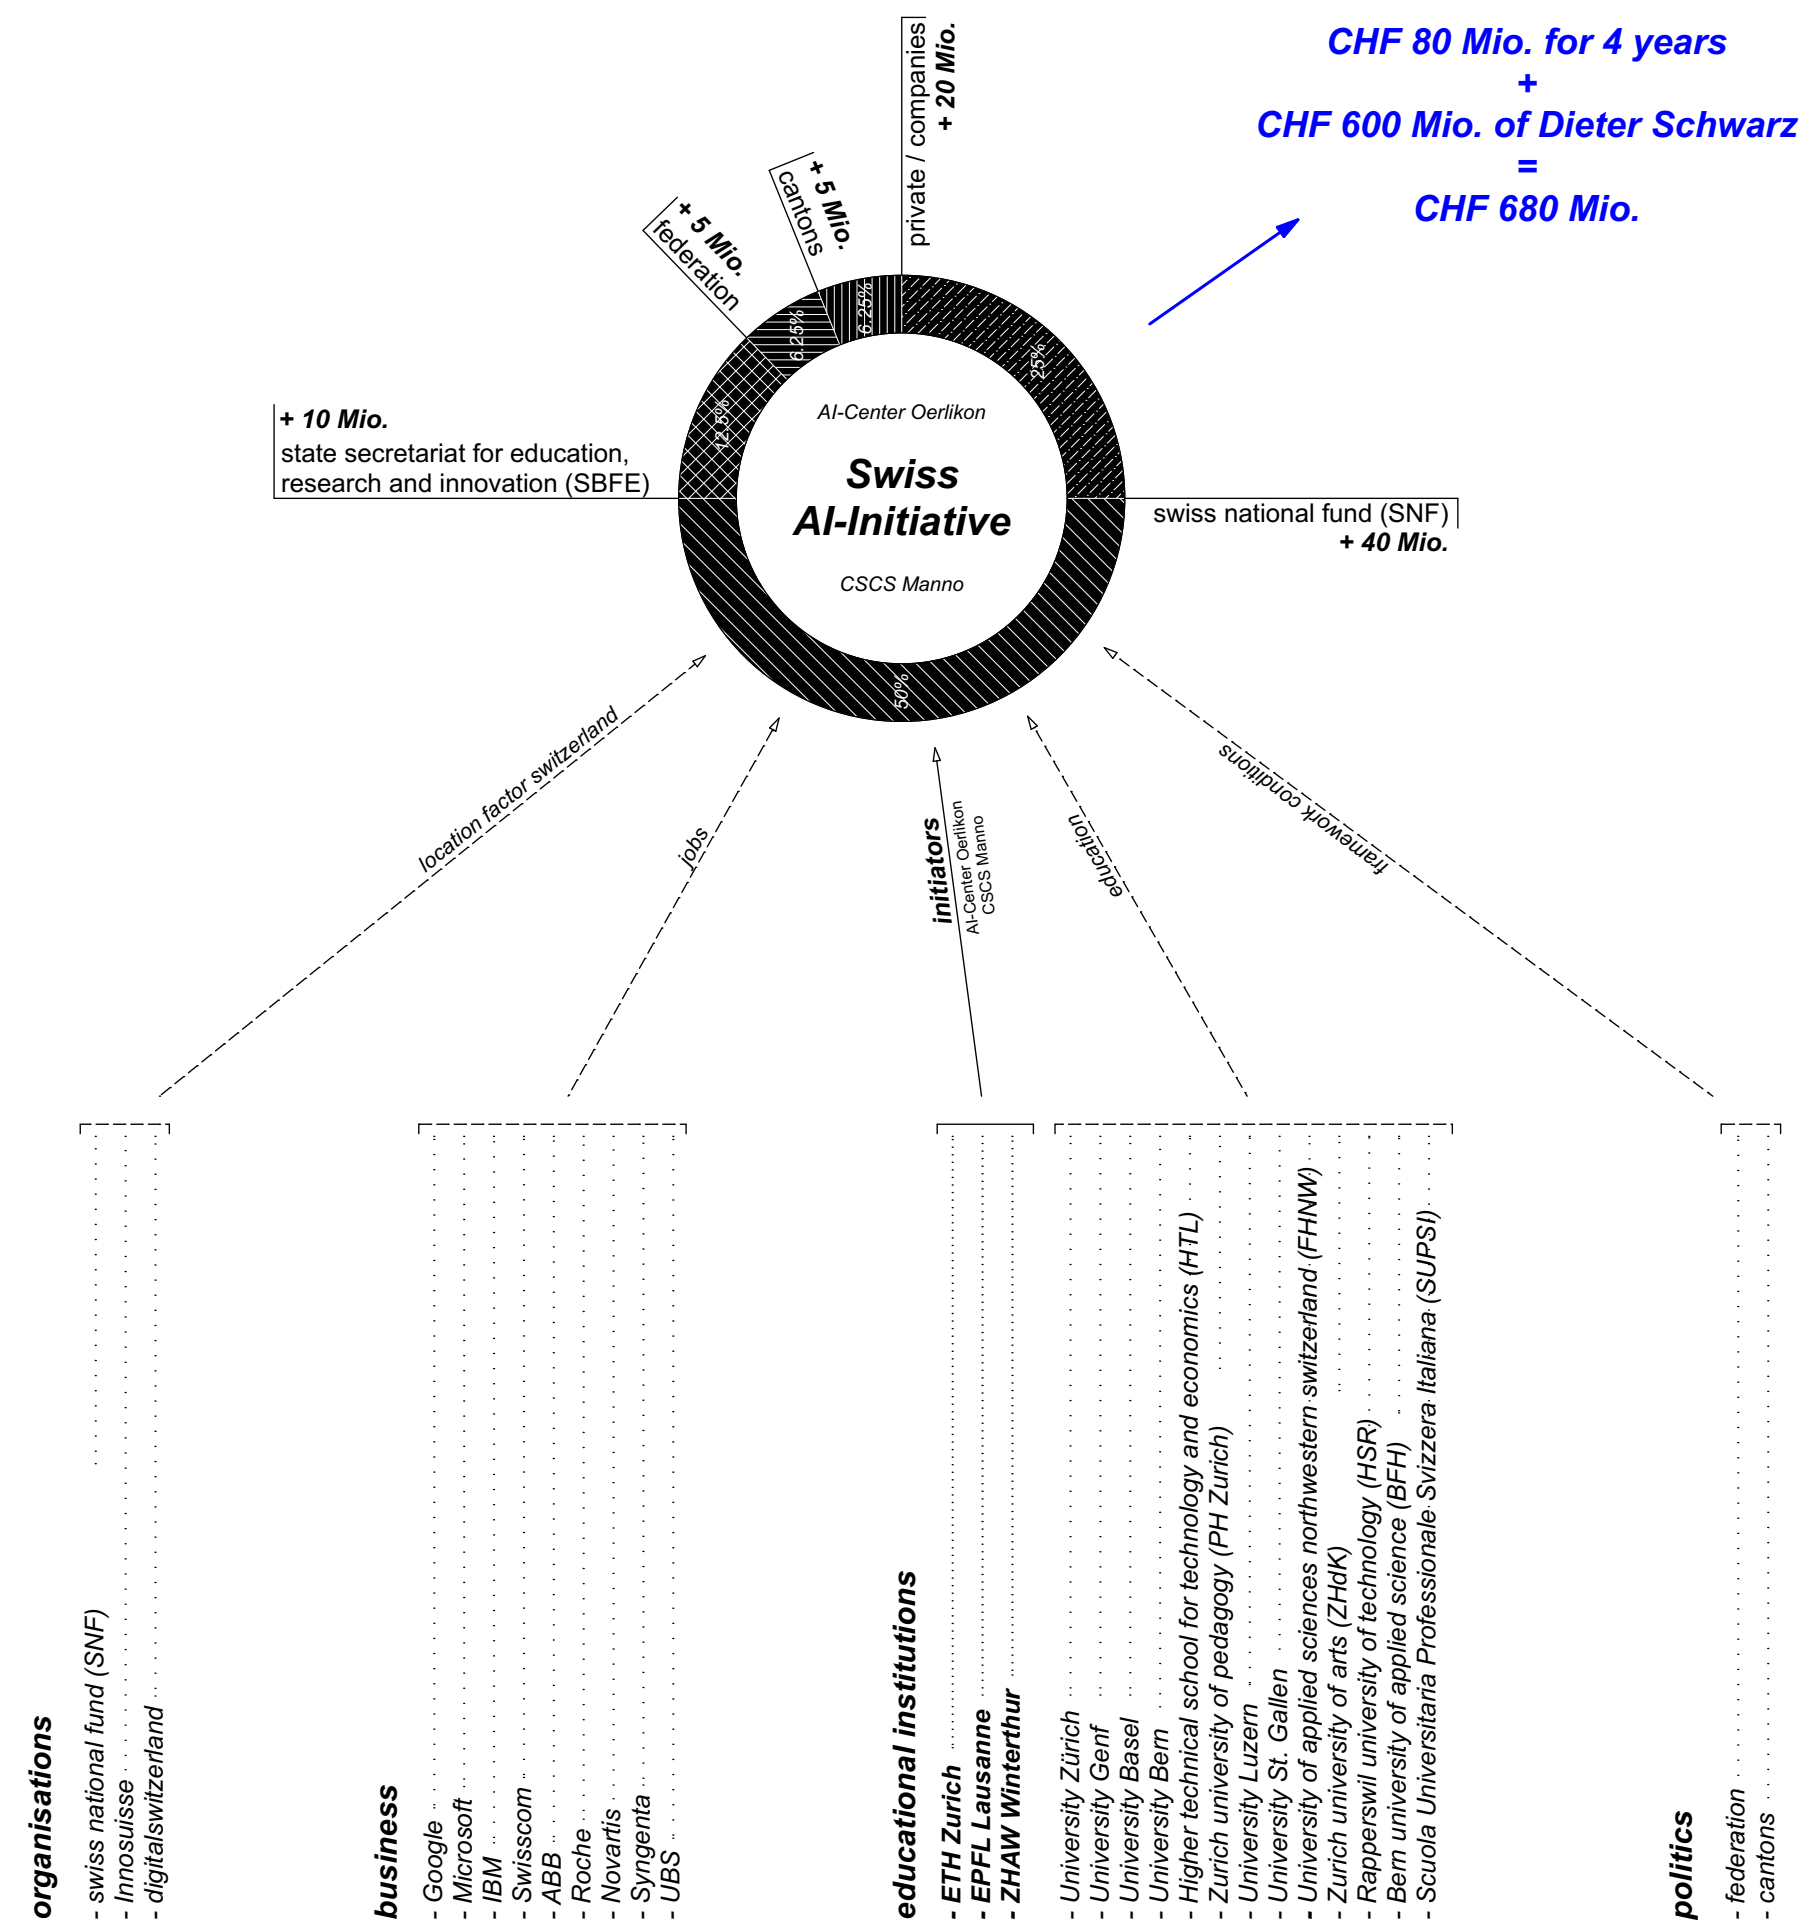 CHF 80 Mio. for 4 years
+
CHF 600 Mio. of Dieter Schwarz
=
CHF 680 Mio.
private / companies
+ 20 Mio.
+ 5 Mio.
cantons
+ 5 Mio.
federation
6.25%
6.25%
25%
12.5%
50%
+ 10 Mio.
state secretariat for education,
research and innovation (SBFE)
AI-Center Oerlikon
Swiss
AI-Initiative
CSCS Manno
swiss national fund (SNF)
+ 40 Mio.
location factor switzerland
jobs
initiators
AI-Center Oerlikon
CSCS Manno
education
framework conditions
organisations
- swiss national fund (SNF)
- Innosuisse
- digitalswitzerland
business
- Google
- Microsoft
- IBM
- Swisscom
- ABB
- Roche
- Novartis
- Syngenta
- UBS
educational institutions
- ETH Zurich
- EPFL Lausanne
- ZHAW Winterthur
- University Zürich
- University Genf
- University Basel
- University Bern
- Higher technical school for technology and economics (HTL)
- Zurich university of pedagogy (PH Zurich)
- University Luzern
- University St. Gallen
- University of applied sciences northwestern switzerland (FHNW)
- Zurich university of arts (ZHdK)
- Rapperswil university of technology (HSR)
- Bern university of applied science (BFH)
- Scuola Universitaria Professionale Svizzera Italiana (SUPSI)
politics
- federation
- cantons